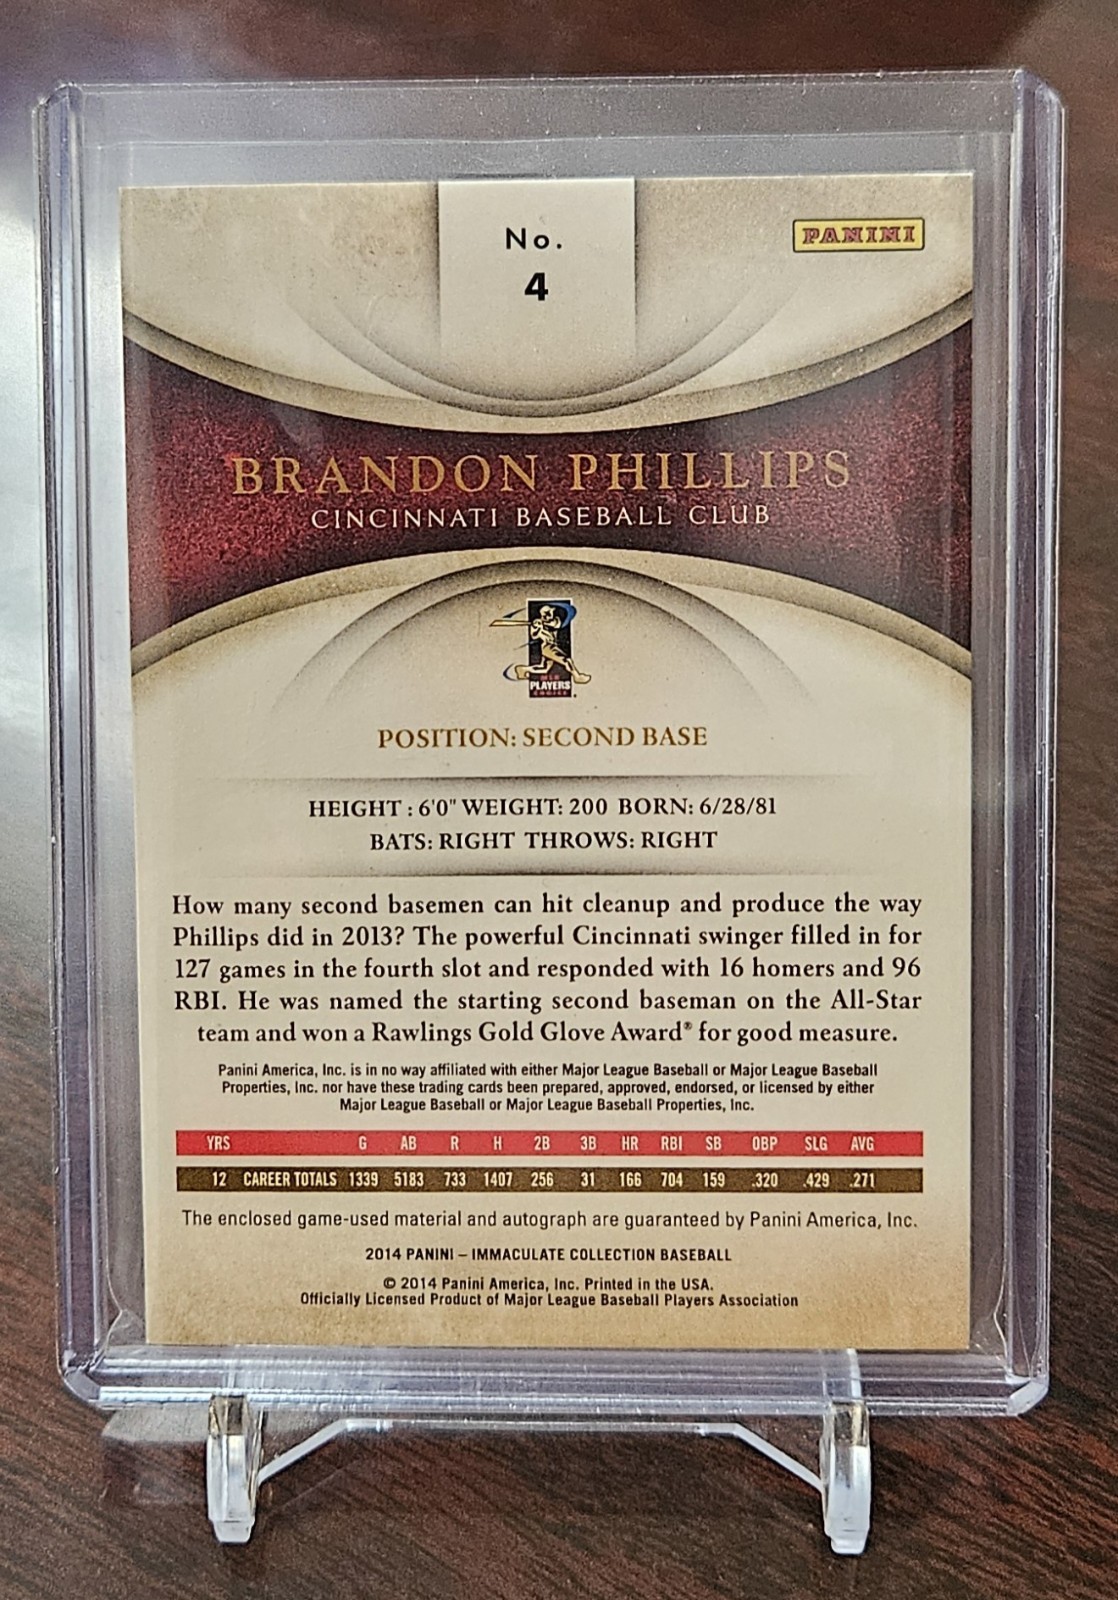 No.
4
PANINI
BRANDON PHILLIPS
CINCINNATI BASEBALL CLUB
MLB
PLAYERS
CHOICE
POSITION: SECOND BASE
HEIGHT : 6'0" WEIGHT: 200 BORN: 6/28/81
BATS: RIGHT THROWS: RIGHT
How many second basemen can hit cleanup and produce the way
Phillips did in 2013? The powerful Cincinnati swinger filled in for
127 games in the fourth slot and responded with 16 homers and 96
RBI. He was named the starting second baseman on the All-Star
team and won a Rawlings Gold Glove Award® for good measure.
Panini America, Inc. is in no way affiliated with either Major League Baseball or Major League Baseball
Properties, Inc. nor have these trading cards been prepared, approved, endorsed, or licensed by either
Major League Baseball or Major League Baseball Properties, Inc.
YRS G AB R H 2B 3B HR RBI SB OBP SLG AVG
12 CAREER TOTALS 1339 5183 733 1407 256 31 166 704 159 .320 .429 .271
The enclosed game-used material and autograph are guaranteed by Panini America, Inc.
2014 PANINI – IMMACULATE COLLECTION BASEBALL
© 2014 Panini America, Inc. Printed in the USA.
Officially Licensed Product of Major League Baseball Players Association